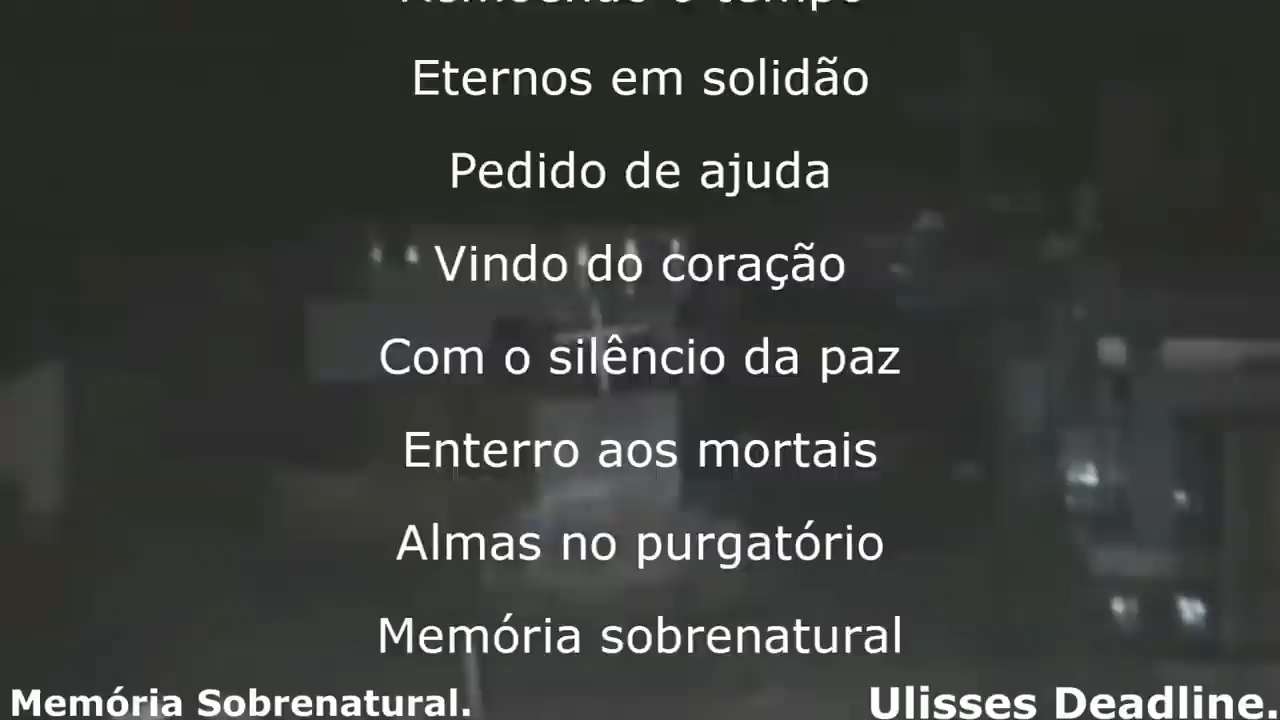 Eternos em solidão
Pedido de ajuda
Vindo do coração
Com o silêncio da paz
Enterro aos mortais
Almas no purgatório
Memória sobrenatural
Memória Sobrenatural.
Ulisses Deadline.